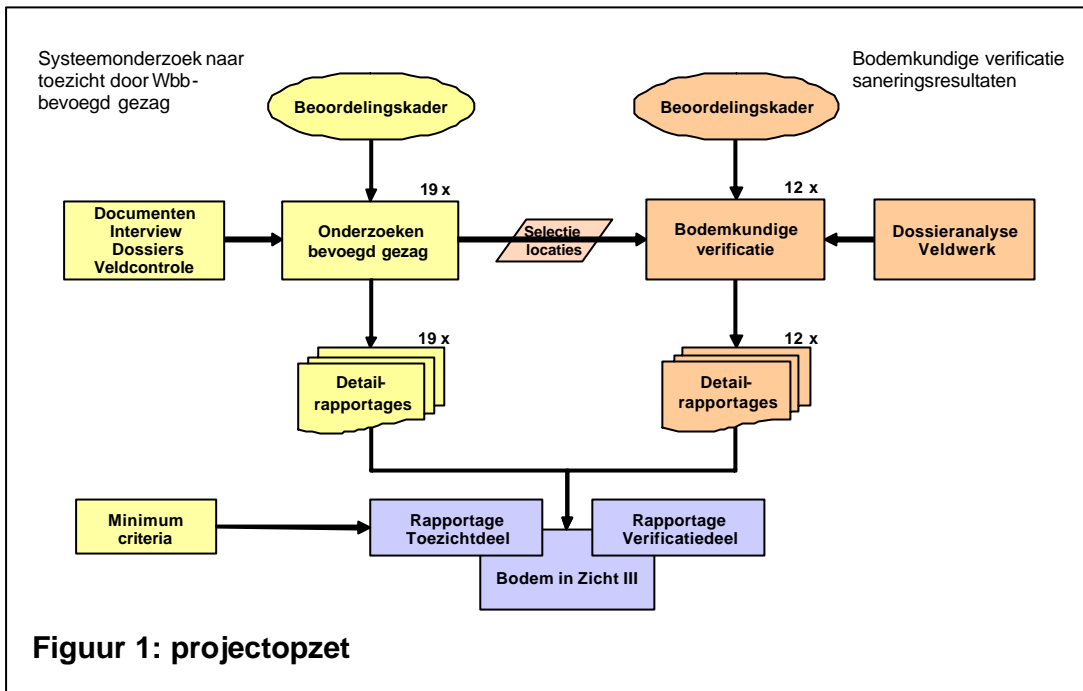 Systeemonderzoek naar
toezicht door Wbb-
bevoegd gezag
Bodemkundige verificatie
saneringsresultaten
Beoordelingskader
Beoordelingskader
19 x
12 x
Documenten
Interview
Dossiers
Veldcontrole
Onderzoeken
bevoegd gezag
Selectie
locaties
Bodemkundige
verificatie
Dossieranalyse
Veldwerk
19 x
12 x
Detail-
rapportages
Detail-
rapportages
Minimum
criteria
Rapportage
Toezichtdeel
Rapportage
Verificatiedeel
Bodem in Zicht III
Figuur 1: projectopzet